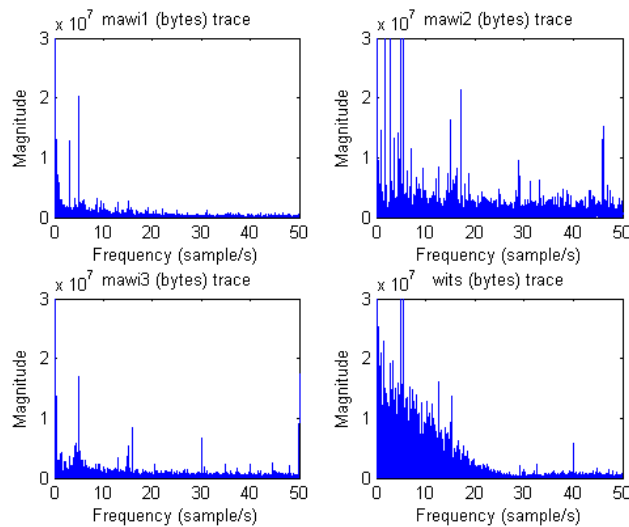 x 10^7 mawi1 (bytes) trace
3
2
1
0
Magnitude
0 10 20 30 40 50
Frequency (sample/s)
x 10^7 mawi2 (bytes) trace
3
2
1
0
Magnitude
0 10 20 30 40 50
Frequency (sample/s)
x 10^7 mawi3 (bytes) trace
3
2
1
0
Magnitude
0 10 20 30 40 50
Frequency (sample/s)
x 10^7 wits (bytes) trace
3
2
1
0
Magnitude
0 10 20 30 40 50
Frequency (sample/s)